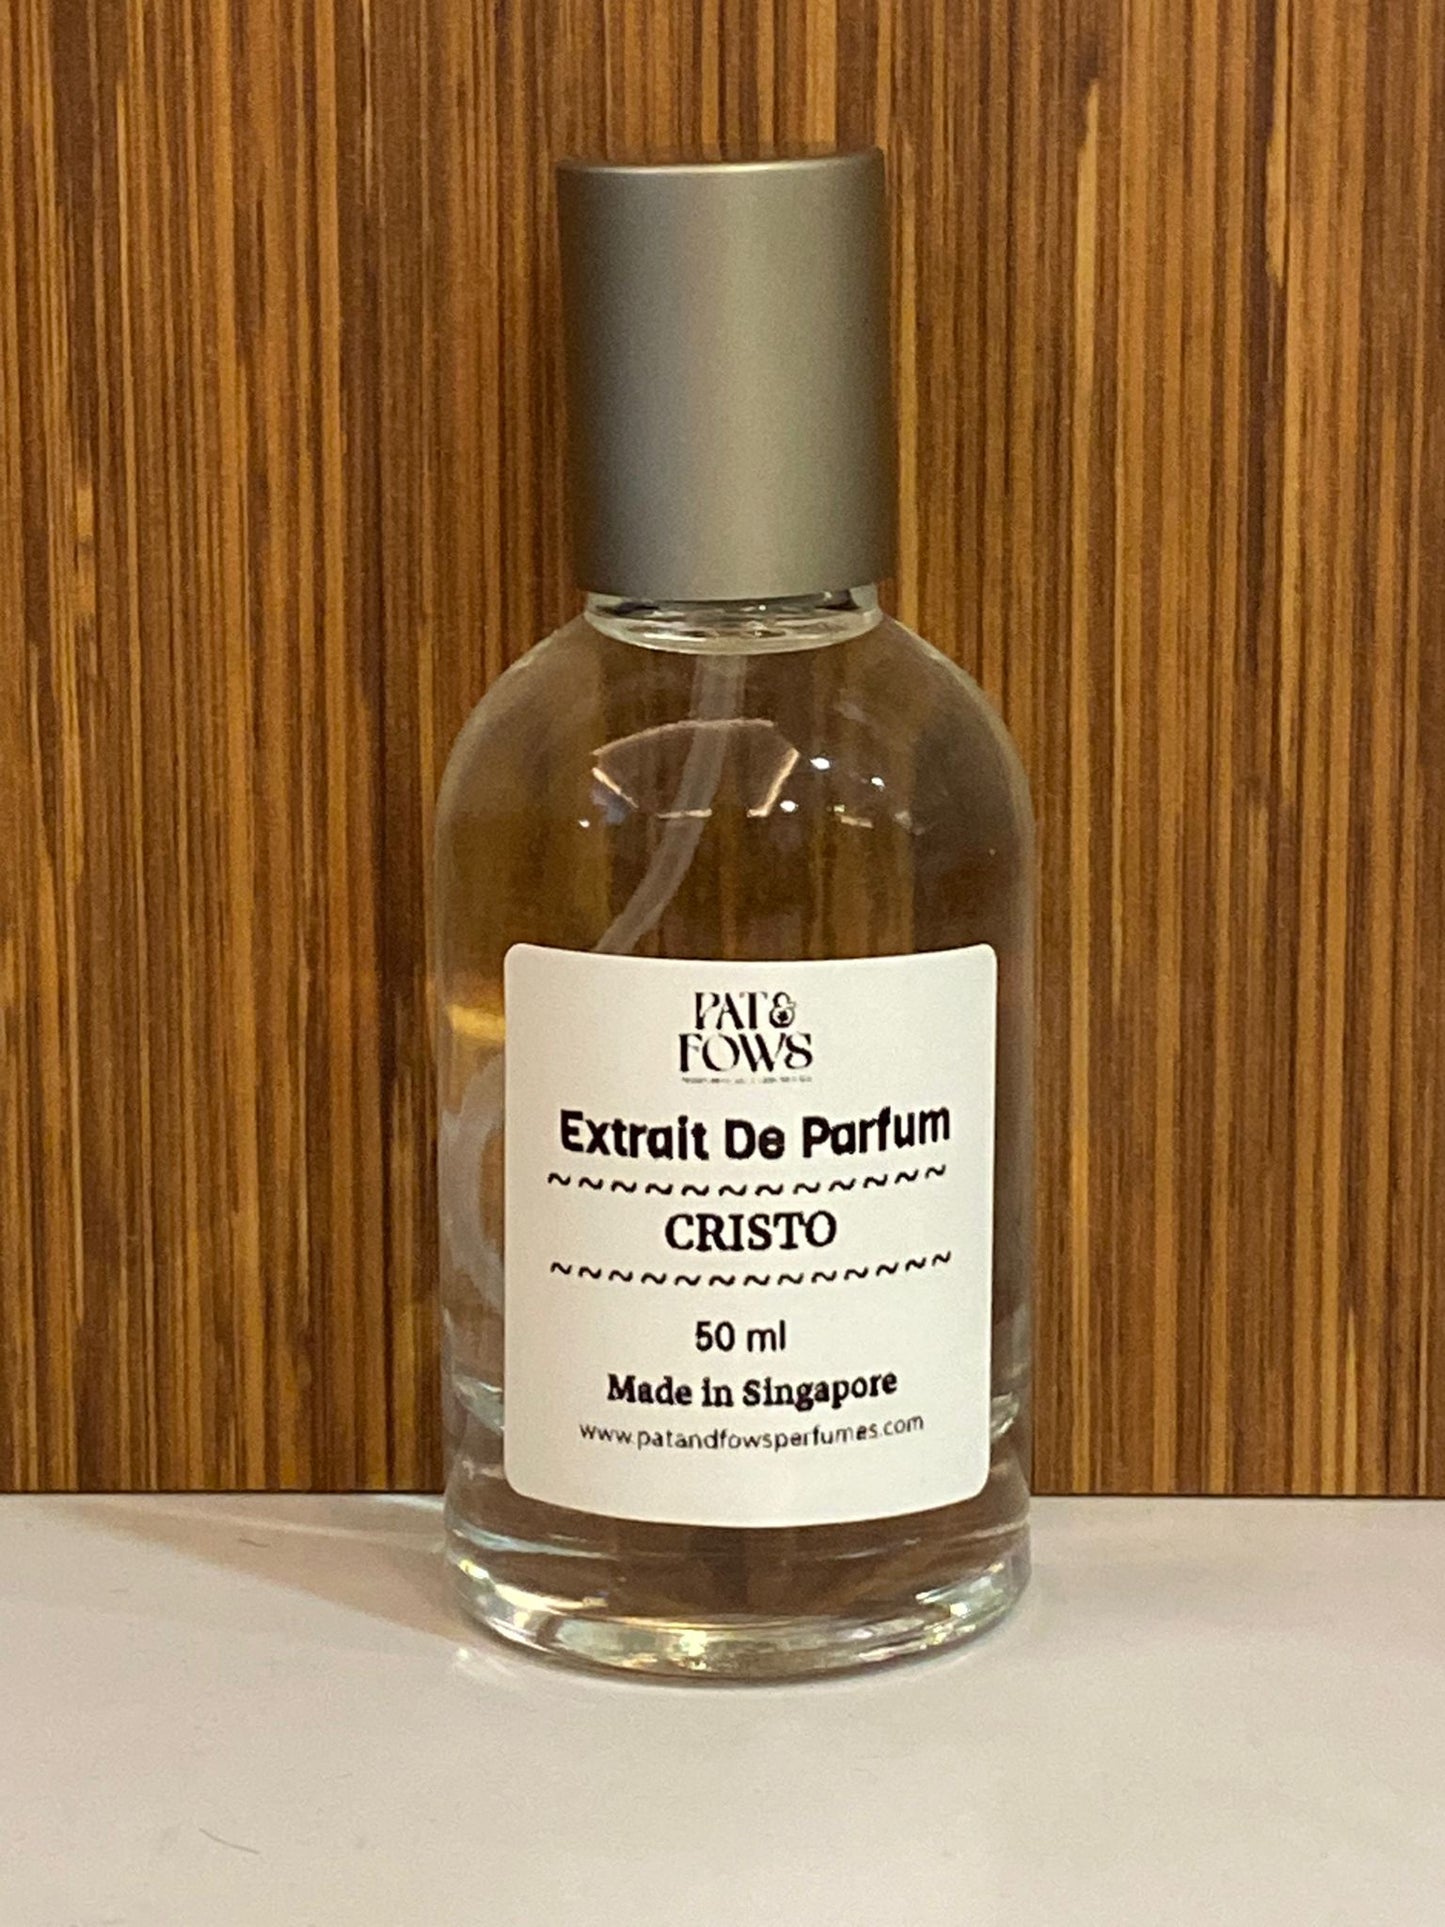 PAT&
FOWS
Extrait De Parfum
~~~~~~~~~~~~~
CRISTO
~~~~~~~~~~~~~~
50 ml
Made in Singapore
www.patandfowsperfumes.com